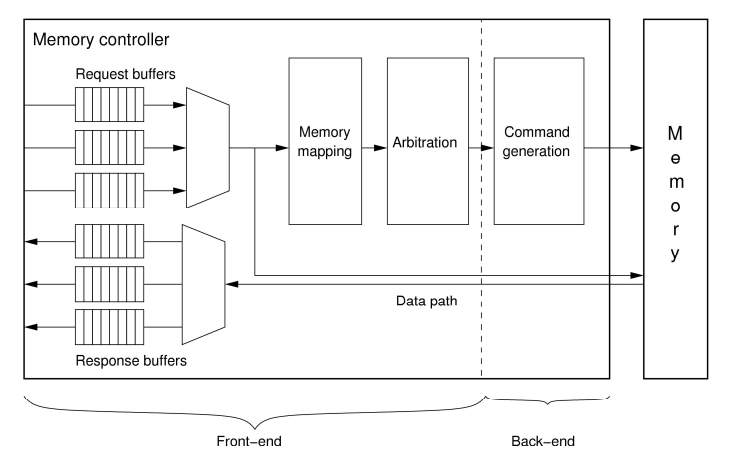 Memory controller
Request buffers
Memory
mapping
Arbitration
Command
generation
M
e
m
o
r
y
Data path
Response buffers
Front−end
Back−end